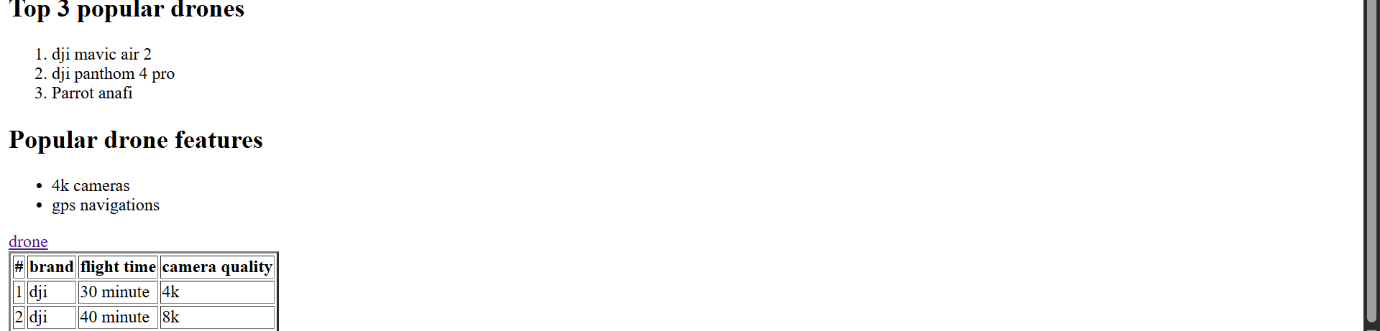 Top 3 popular drones
1. dji mavic air 2
2. dji panthom 4 pro
3. Parrot anafi
Popular drone features
• 4k cameras
• gps navigations
drone
# brand flight time camera quality
1 dji 30 minute 4k
2 dji 40 minute 8k